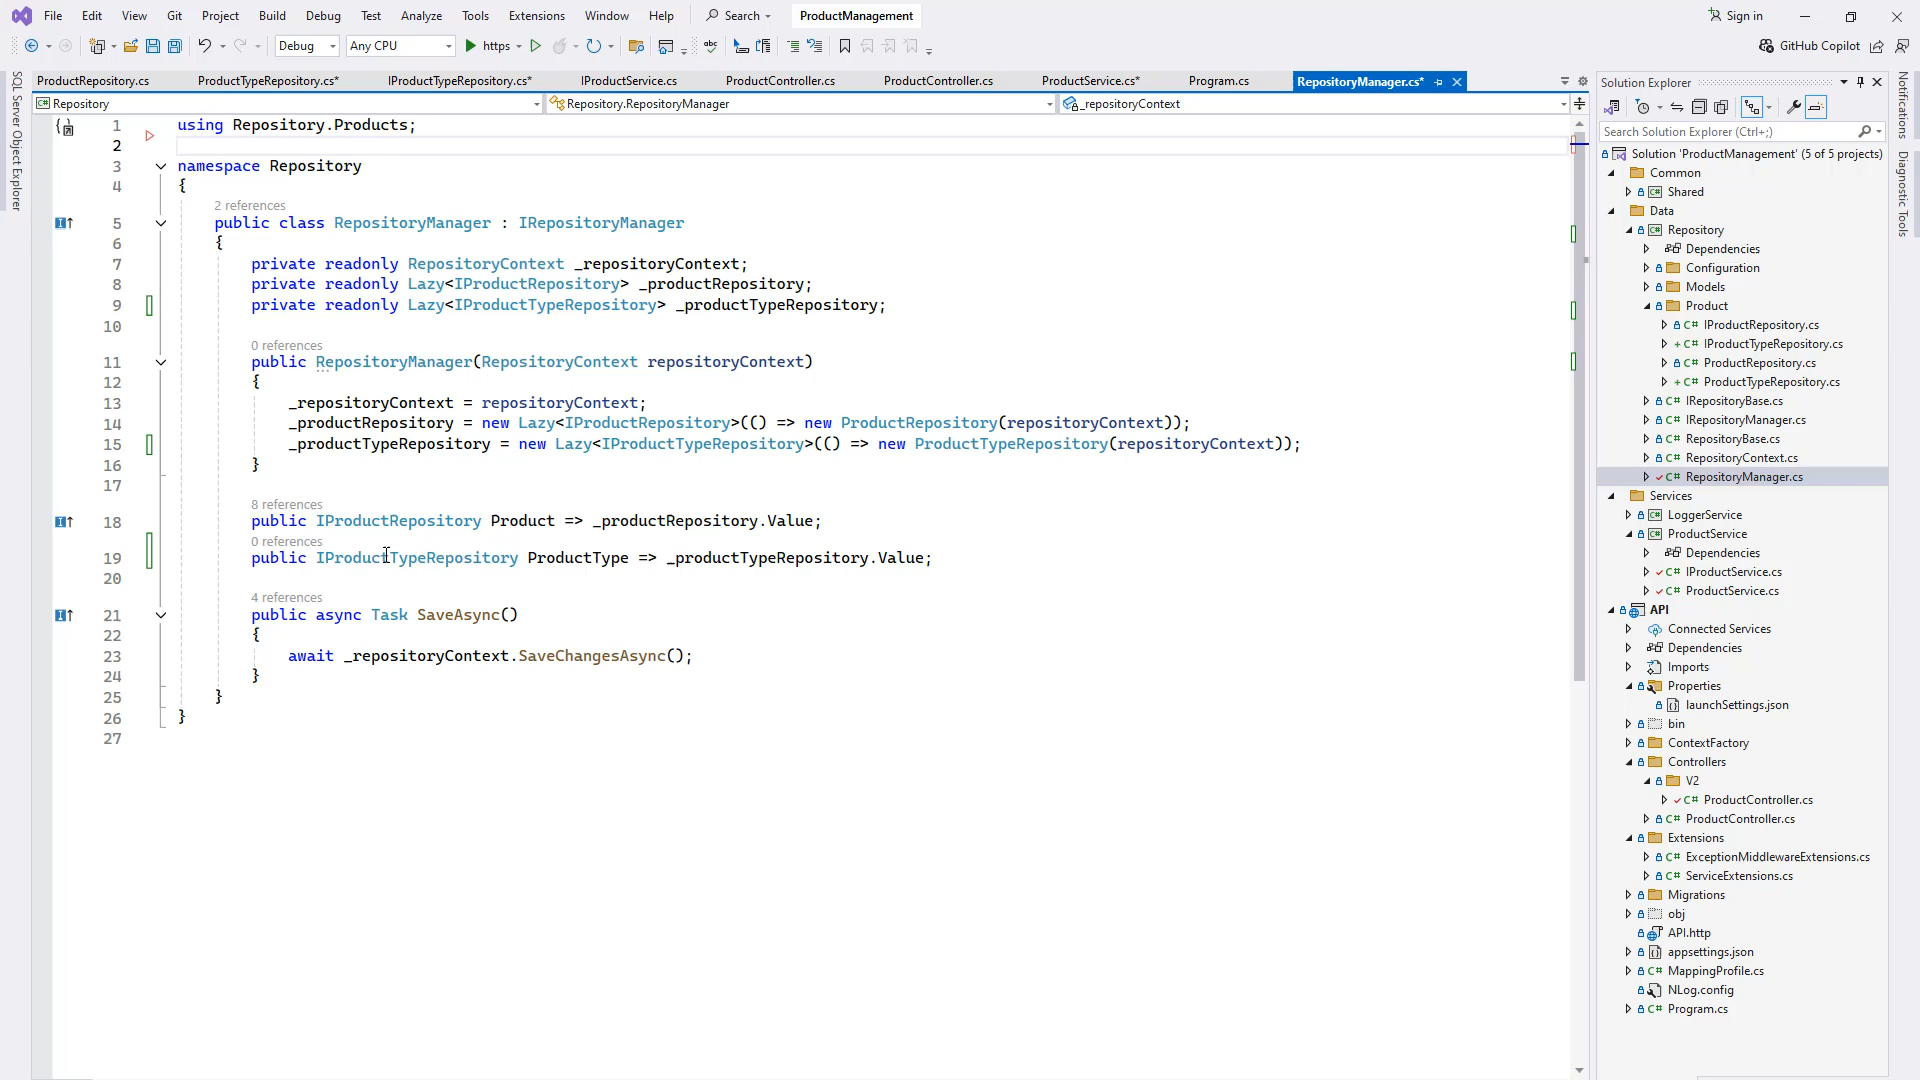 File Edit View Git Project Build Debug Test Analyze Tools Extensions Window Help Search ProductManagement Sign in
Debug Any CPU https GitHub Copilot
SQL Server Object Explorer
ProductRepository.cs ProductTypeRepository.cs* IProductTypeRepository.cs* IProductService.cs ProductController.cs ProductController.cs ProductService.cs* Program.cs RepositoryManager.cs*
Repository Repository.RepositoryManager _repositoryContext
1 using Repository.Products;
2
3 namespace Repository
4 {
2 references
5 public class RepositoryManager : IRepositoryManager
6 {
7 private readonly RepositoryContext _repositoryContext;
8 private readonly Lazy<IProductRepository> _productRepository;
9 private readonly Lazy<IProductTypeRepository> _productTypeRepository;
10
0 references
11 public RepositoryManager(RepositoryContext repositoryContext)
12 {
13 _repositoryContext = repositoryContext;
14 _productRepository = new Lazy<IProductRepository>(() => new ProductRepository(repositoryContext));
15 _productTypeRepository = new Lazy<IProductTypeRepository>(() => new ProductTypeRepository(repositoryContext));
16 }
17
8 references
18 public IProductRepository Product => _productRepository.Value;
0 references
19 public IProductTypeRepository ProductType => _productTypeRepository.Value;
20
4 references
21 public async Task SaveAsync()
22 {
23 await _repositoryContext.SaveChangesAsync();
24 }
25 }
26 }
27
Solution Explorer
Search Solution Explorer (Ctrl+;)
Solution 'ProductManagement' (5 of 5 projects)
Common
C# Shared
Data
C# Repository
Dependencies
Configuration
Models
Product
C# IProductRepository.cs
+ C# IProductTypeRepository.cs
C# ProductRepository.cs
+ C# ProductTypeRepository.cs
C# IRepositoryBase.cs
C# IRepositoryManager.cs
C# RepositoryBase.cs
C# RepositoryContext.cs
C# RepositoryManager.cs
Services
C# LoggerService
C# ProductService
Dependencies
C# IProductService.cs
C# ProductService.cs
API
Connected Services
Dependencies
Imports
Properties
launchSettings.json
bin
ContextFactory
Controllers
V2
C# ProductController.cs
C# ProductController.cs
Extensions
C# ExceptionMiddlewareExtensions.cs
C# ServiceExtensions.cs
Migrations
obj
API.http
appsettings.json
C# MappingProfile.cs
NLog.config
C# Program.cs
Notifications
Diagnostic Tools